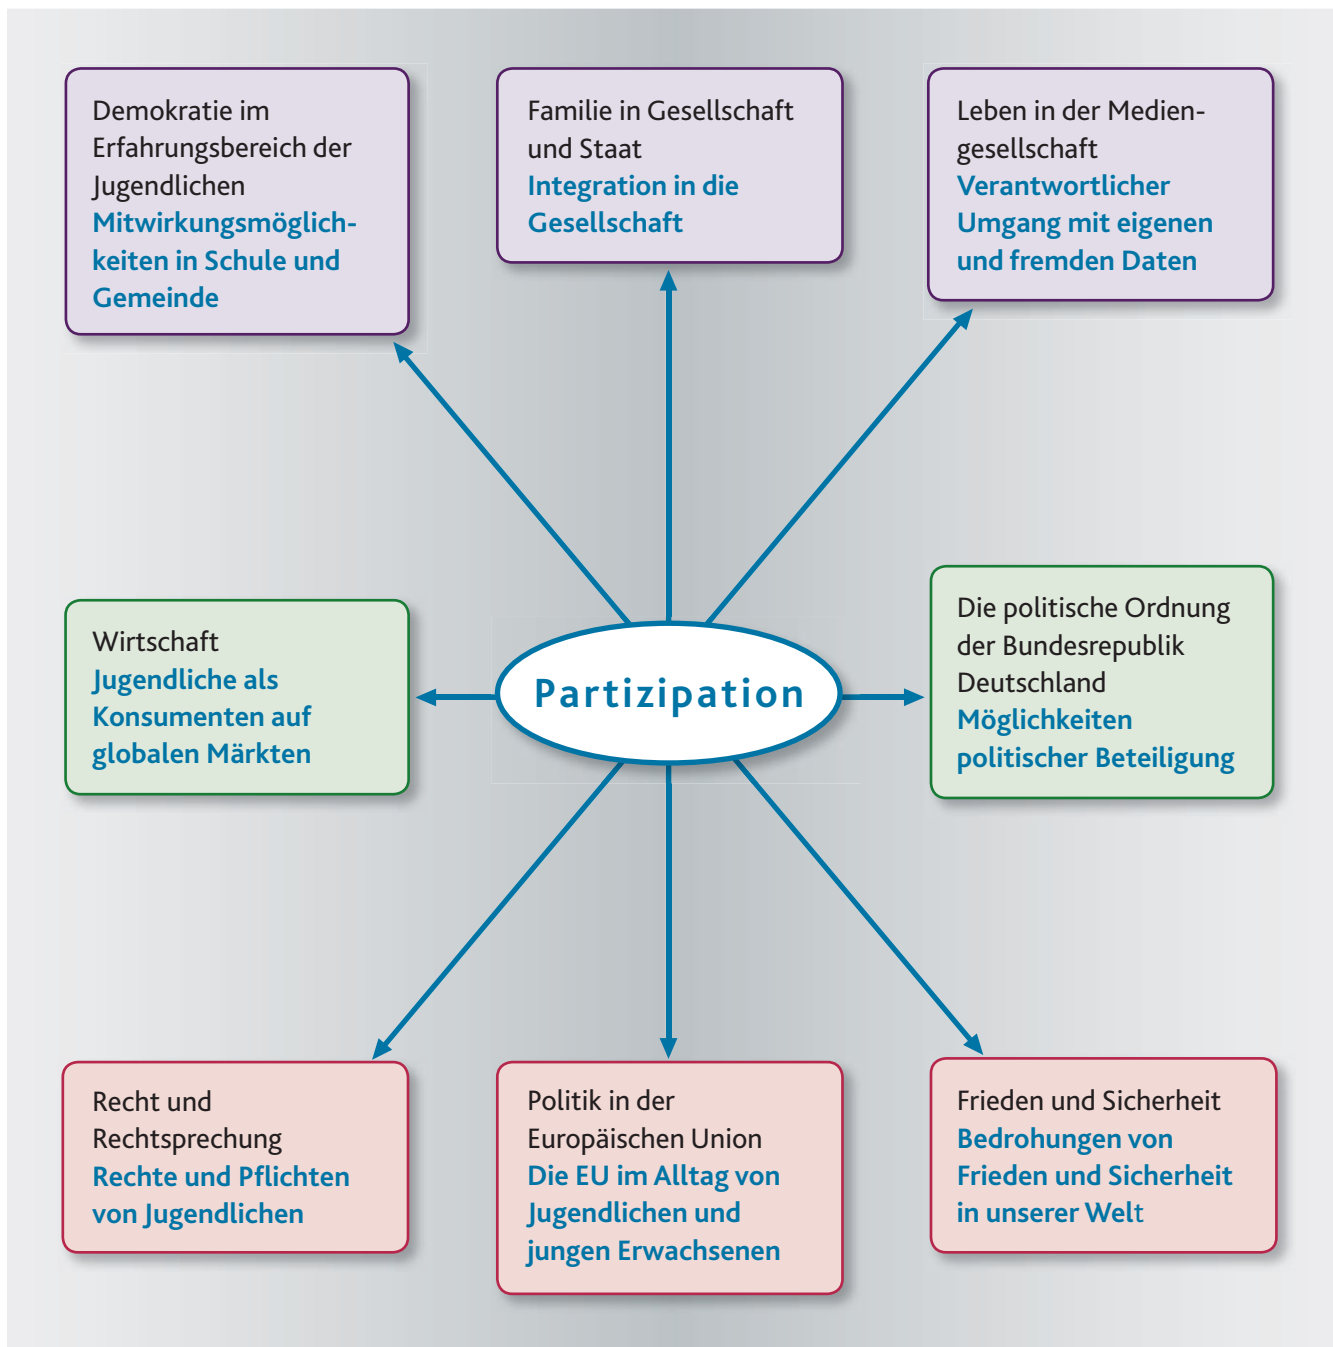 Demokratie im
Erfahrungsbereich der
Jugendlichen
Mitwirkungsmöglich-
keiten in Schule und
Gemeinde
Familie in Gesellschaft
und Staat
Integration in die
Gesellschaft
Leben in der Medien-
gesellschaft
Verantwortlicher
Umgang mit eigenen
und fremden Daten
Wirtschaft
Jugendliche als
Konsumenten auf
globalen Märkten
Partizipation
Die politische Ordnung
der Bundesrepublik
Deutschland
Möglichkeiten
politischer Beteiligung
Recht und
Rechtsprechung
Rechte und Pflichten
von Jugendlichen
Politik in der
Europäischen Union
Die EU im Alltag von
Jugendlichen und
jungen Erwachsenen
Frieden und Sicherheit
Bedrohungen von
Frieden und Sicherheit
in unserer Welt